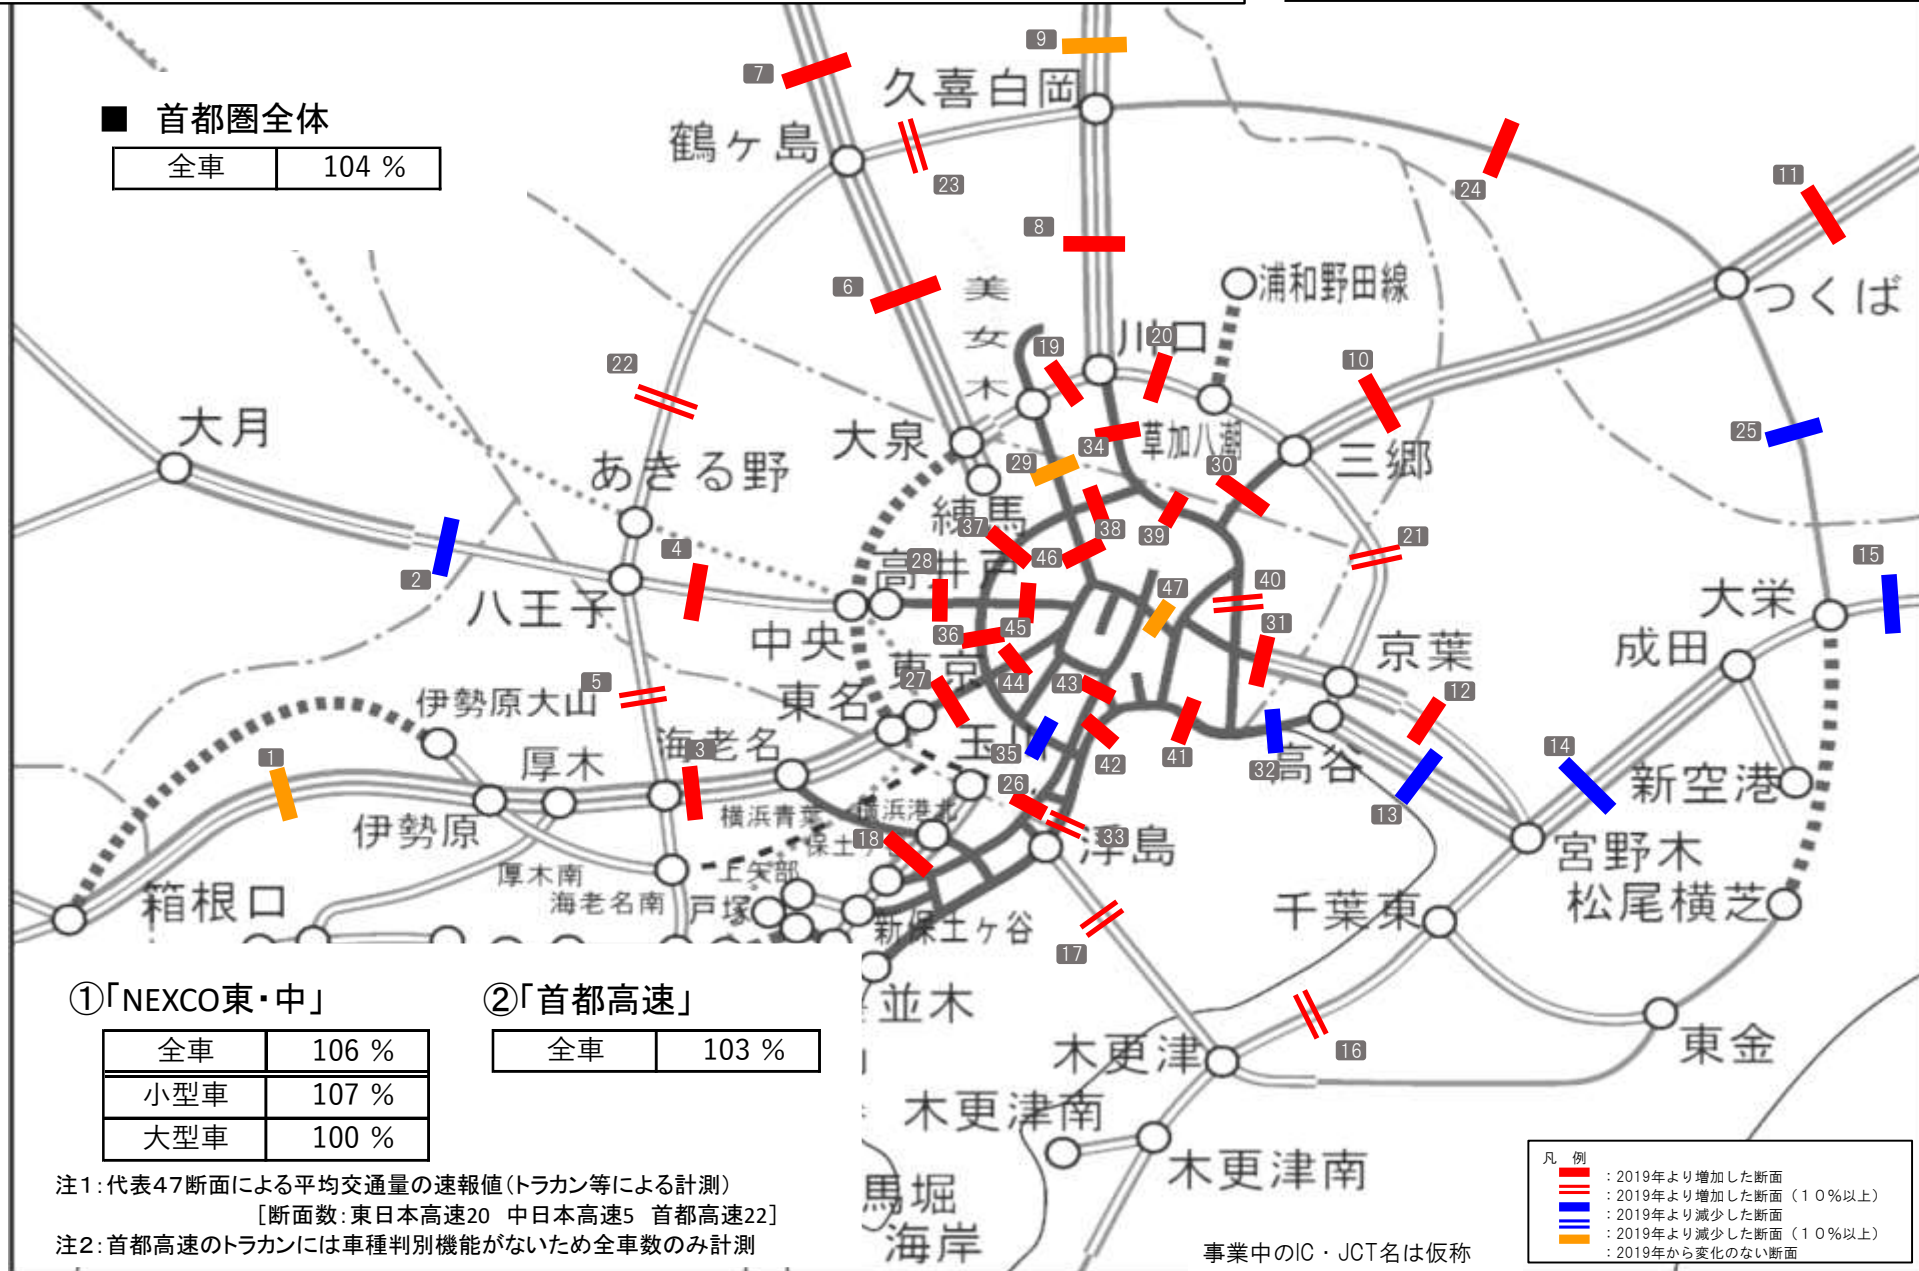 ■ 首都圏全体
全車 104 %
7
9
久喜白岡
鶴ヶ島
23
24
11
8
6
美女木
浦和野田線
つくば
川口
19
20
10
22
大月
あきる野
大泉
34
草加八潮
三郷
25
29
30
練馬
37
38
39
21
2
4
28
高井戸
46
47
40
15
八王子
中央
36
45
31
大栄
京葉
成田
5
伊勢原大山
東京
27
44
43
12
東名
1
厚木
海老名
3
玉川
35
42
41
32
高谷
14
13
新空港
伊勢原
横浜青葉
横浜港北
26
33
浮島
18
宮野木
厚木南
上矢部
箱根口
海老名南
戸塚
新保土ヶ谷
千葉東
松尾横芝
17
並木
16
東金
木更津
木更津南
木更津南
馬堀
海岸
①「NEXCO東・中」
全車 106 %
小型車 107 %
大型車 100 %
②「首都高速」
全車 103 %
注1:代表47断面による平均交通量の速報値(トラカン等による計測)
[断面数:東日本高速20 中日本高速5 首都高速22]
注2:首都高速のトラカンには車種判別機能がないため全車数のみ計測
事業中のIC・JCT名は仮称
凡 例
:2019年より増加した断面
:2019年より増加した断面(10%以上)
:2019年より減少した断面
:2019年より減少した断面(10%以上)
:2019年から変化のない断面